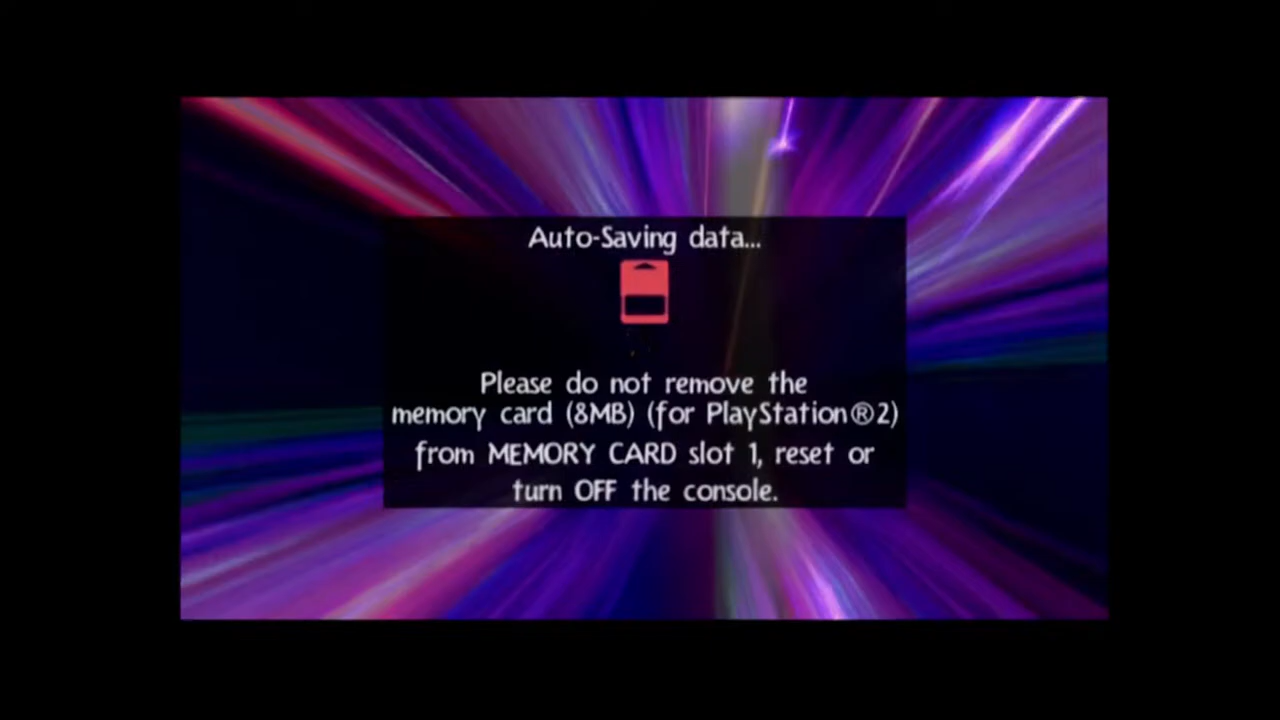 Auto-Saving data...
Please do not remove the
memory card (8MB) (for PlayStation®2)
from MEMORY CARD slot 1, reset or
turn OFF the console.